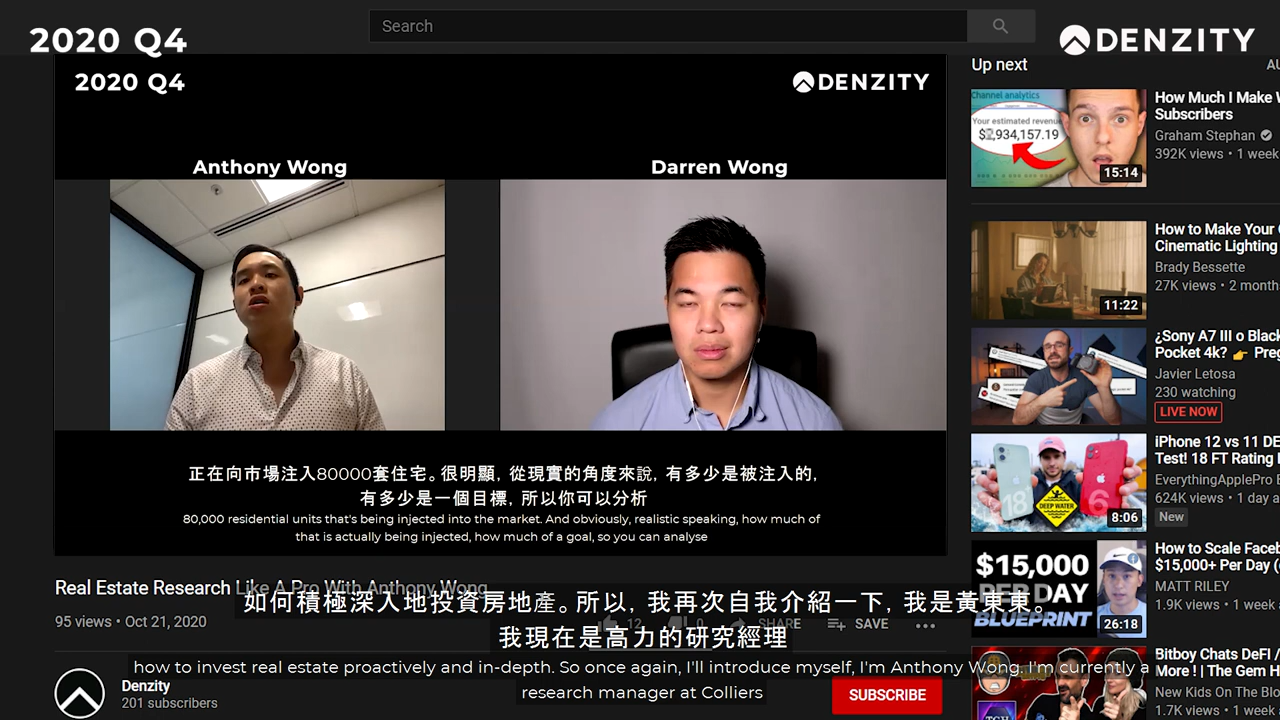 2020 Q4
Search
DENZITY
2020 Q4
DENZITY
Anthony Wong
Darren Wong
正在向市場注入80000套住宅。很明顯, 從現實的角度來說, 有多少是被注入的,
有多少是一個目標, 所以你可以分析
80,000 residential units that's being injected into the market. And obviously, realistic speaking, how much of
that is actually being injected, how much of a goal, so you can analyse
Real Estate Research Like A Pro With Anthony Wong
95 views • Oct 21, 2020
12
0
SHARE
SAVE
如何積極深入地投資房地產。所以, 我再次自我介紹一下, 我是黃東東。
我現在是高力的研究經理
how to invest real estate proactively and in-depth. So once again, I'll introduce myself, I'm Anthony Wong. I'm currently a
research manager at Colliers
Denzity
201 subscribers
SUBSCRIBE
Up next
AU
Channel analytics
Your estimated revenue
$2,934,157.19
15:14
How Much I Make W
Subscribers
Graham Stephan
392K views • 1 week
11:22
How to Make Your
Cinematic Lighting
Brady Bessette
27K views • 2 months
¿Sony A7 III o Black
Pocket 4k? 👉 Preg
Javier Letosa
230 watching
LIVE NOW
DEEP WATER
18
6
8:06
iPhone 12 vs 11 DE
Test! 18 FT Rating
EverythingApplePro E
624K views • 1 day a
New
$15,000
PER DAY
BLUEPRINT
26:18
How to Scale Faceb
$15,000+ Per Day (
MATT RILEY
1.9K views • 1 week
Bitboy Chats DeFI /
More ! | The Gem H
New Kids On The Blo
1.7K views • 1 week